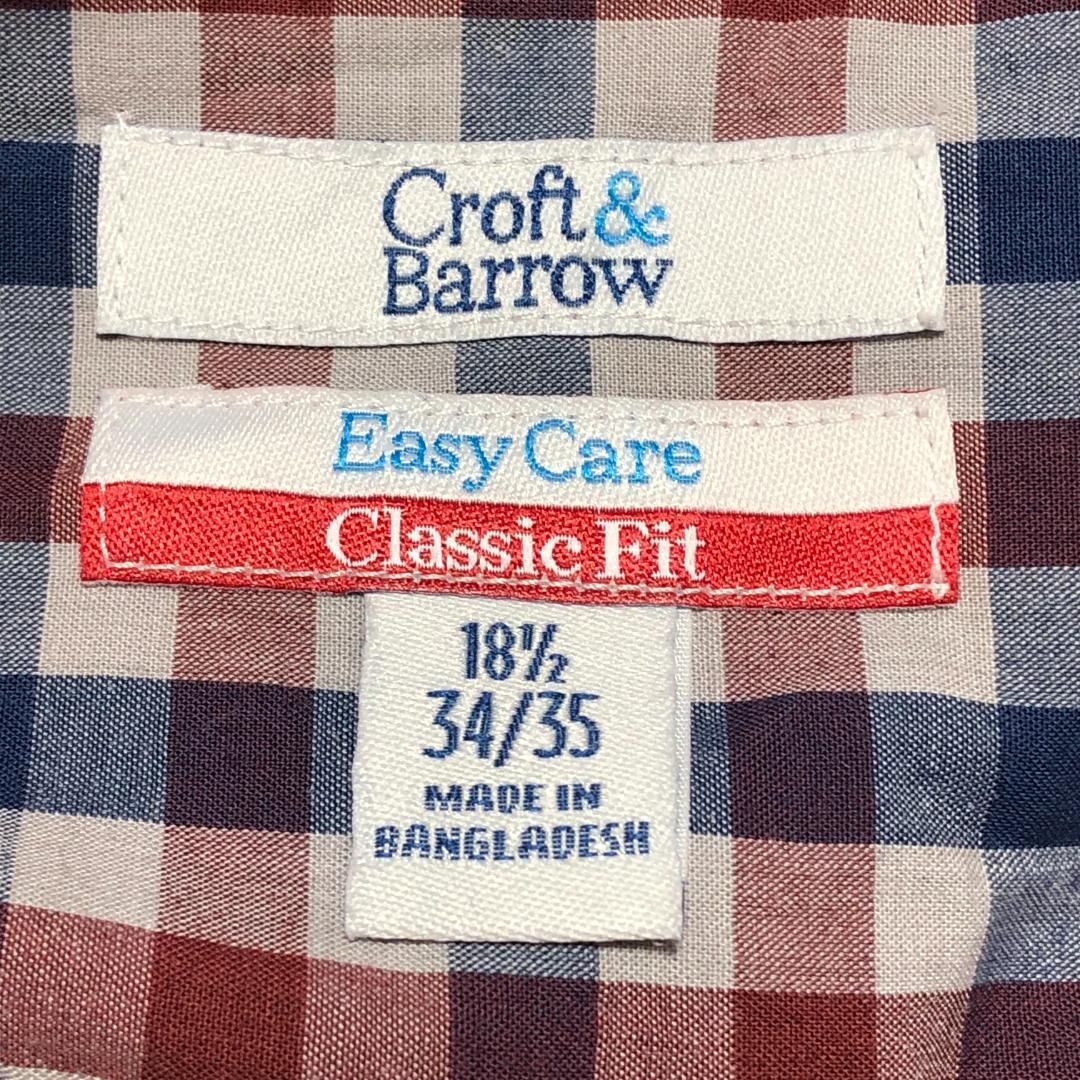 Croft &
Barrow
Easy Care
Classic Fit
18½
34/35
MADE IN
BANGLADESH